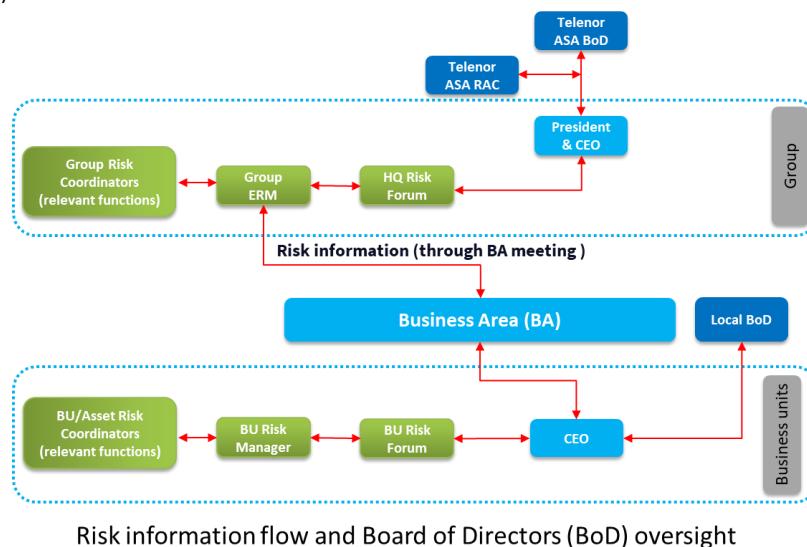 Telenor
ASA BoD
Telenor
ASA RAC
President
& CEO
Group
Group Risk
Coordinators
(relevant functions)
Group
ERM
HQ Risk
Forum
Risk information (through BA meeting )
Business Area (BA)
Local BoD
BU/Asset Risk
Coordinators
(relevant functions)
BU Risk
Manager
BU Risk
Forum
CEO
Business units
Risk information flow and Board of Directors (BoD) oversight